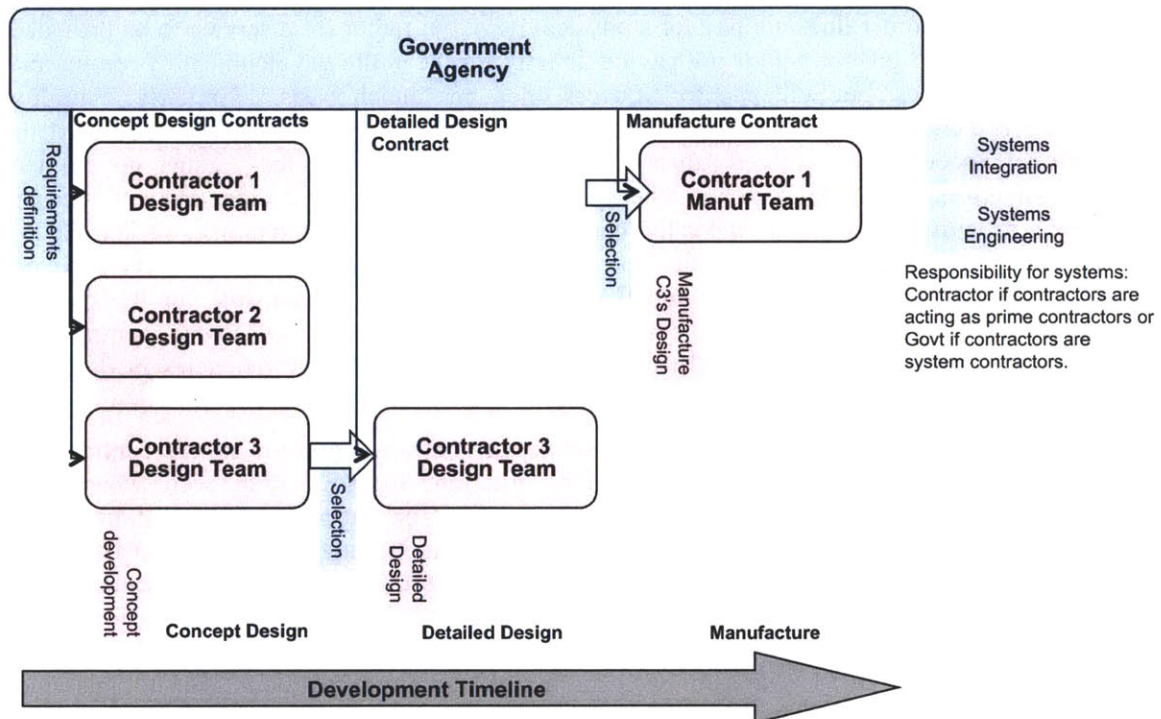 Government
Agency
Concept Design Contracts
Detailed Design
Contract
Manufacture Contract
Requirements
definition
Contractor 1
Design Team
Contractor 2
Design Team
Contractor 3
Design Team
Concept
development
Selection
Contractor 3
Design Team
Detailed
Design
Selection
Contractor 1
Manuf Team
Manufacture
C3's Design
Systems
Integration
Systems
Engineering
Responsibility for systems:
Contractor if contractors are
acting as prime contractors or
Govt if contractors are
system contractors.
Concept Design
Detailed Design
Manufacture
Development Timeline